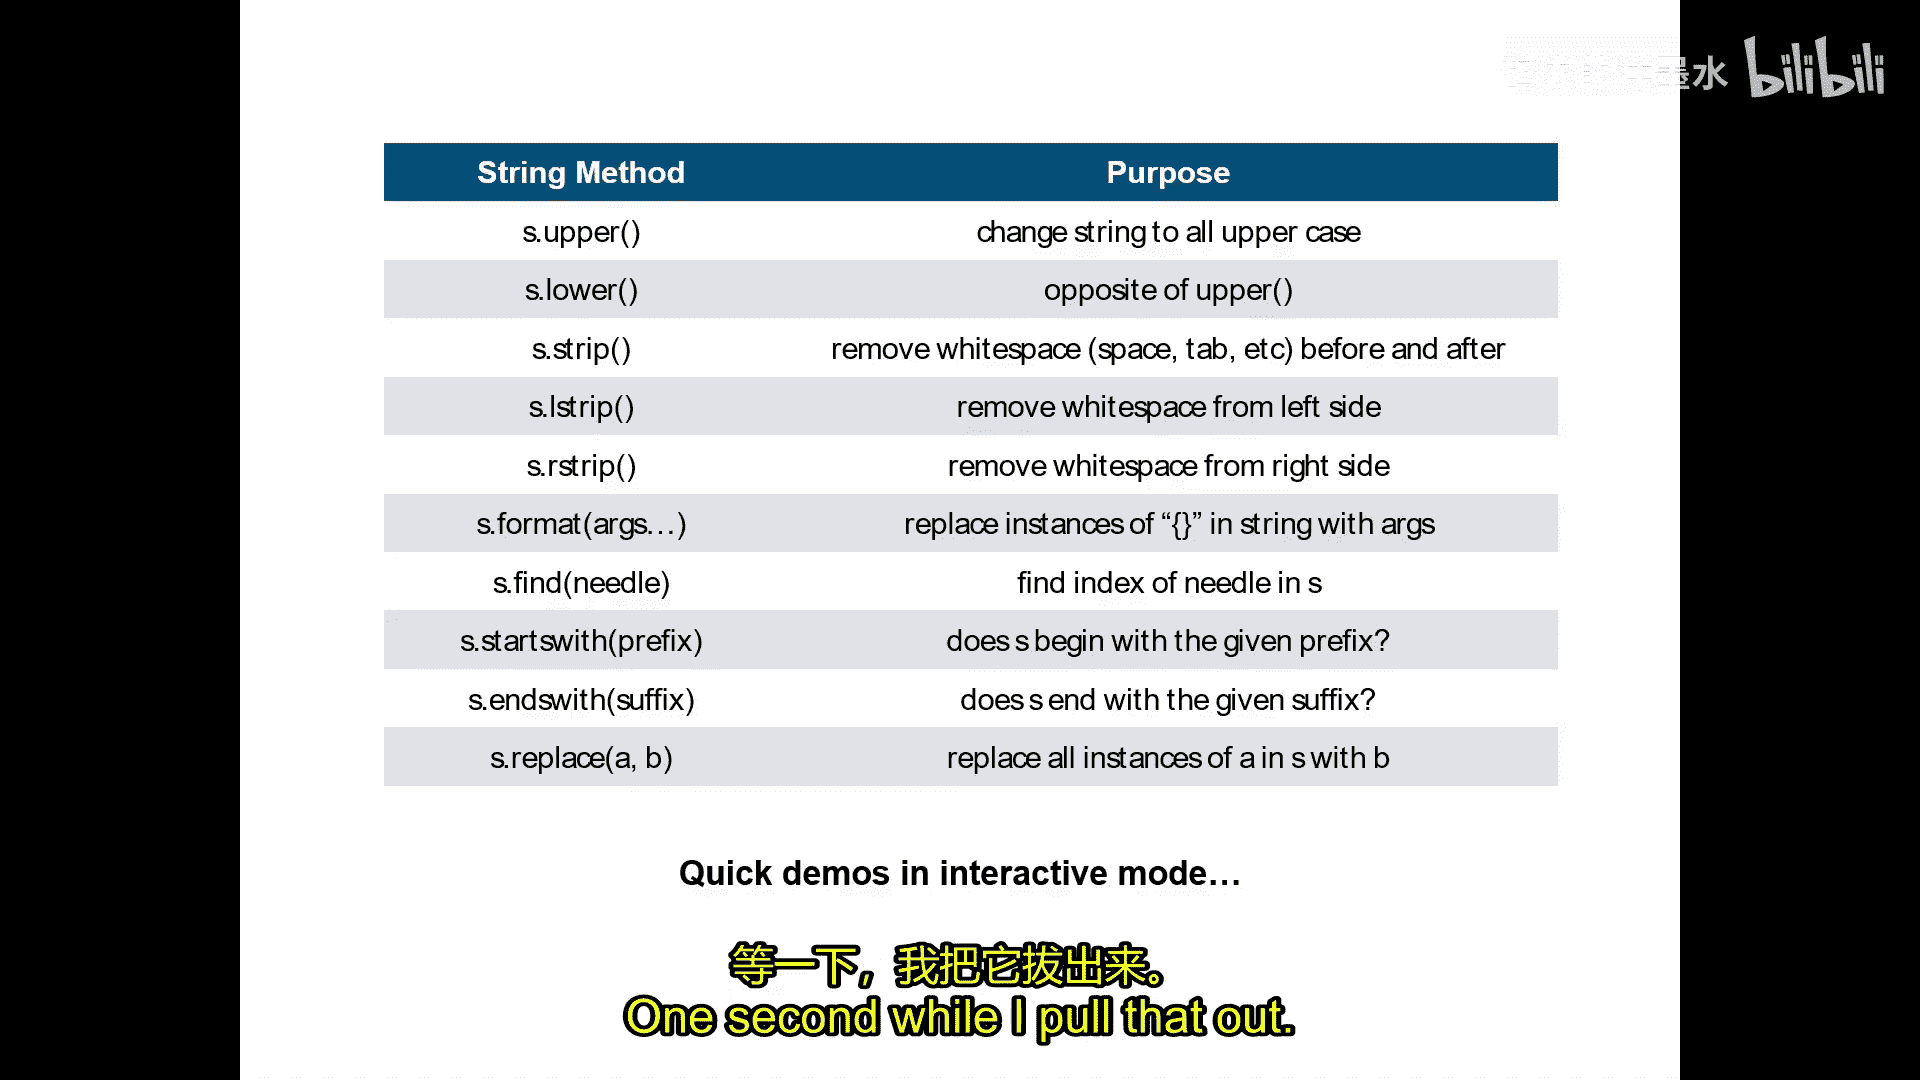 墨水 bilibili
String Method Purpose
s.upper() change string to all upper case
s.lower() opposite of upper()
s.strip() remove whitespace (space, tab, etc) before and after
s.lstrip() remove whitespace from left side
s.rstrip() remove whitespace from right side
s.format(args…) replace instances of “{}” in string with args
s.find(needle) find index of needle in s
s.startswith(prefix) does s begin with the given prefix?
s.endswith(suffix) does s end with the given suffix?
s.replace(a, b) replace all instances of a in s with b
Quick demos in interactive mode…
等一下，我把它拔出来。
One second while I pull that out.